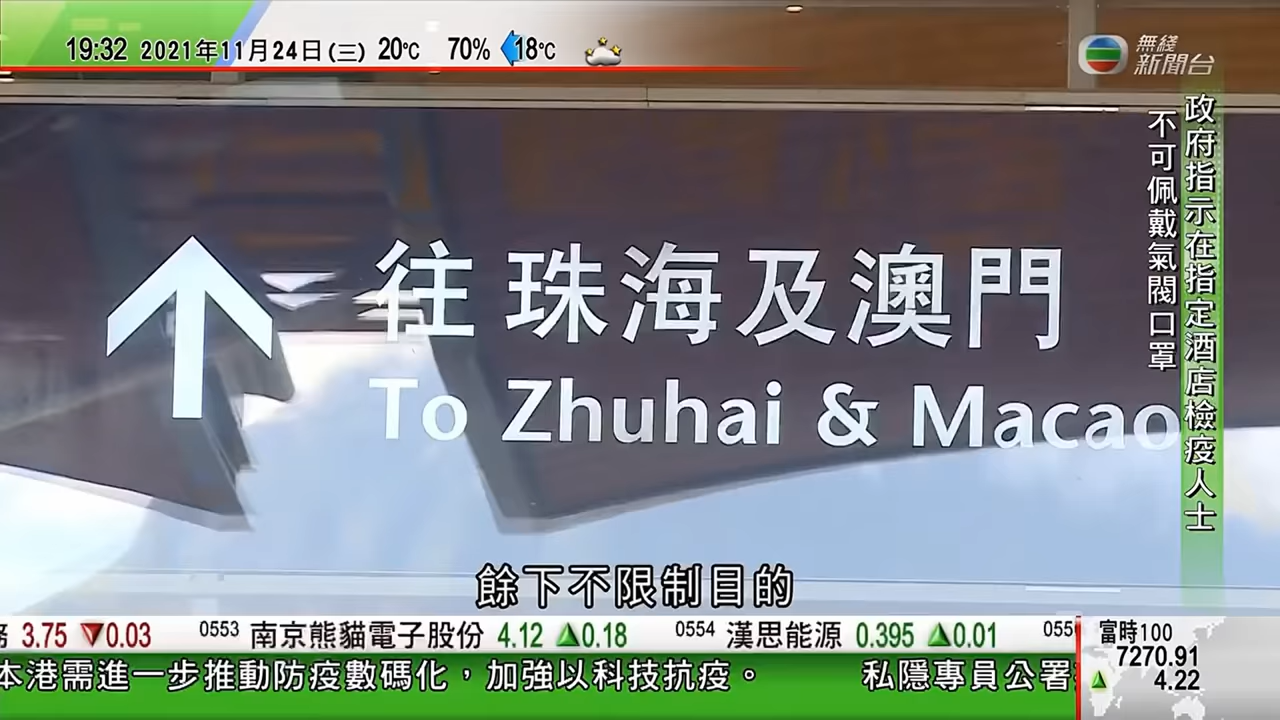 19:32 2021年11月24日(三) 20℃ 70% 18℃
無綫
新聞台
政府指示在指定酒店檢疫人士
不可佩戴氣閥口罩
往珠海及澳門
To Zhuhai & Macao
餘下不限制目的
3.75 ▼0.03 0553 南京熊貓電子股份 4.12 ▲0.18 0554 漢思能源 0.395 ▲0.01
富時100
7270.91
▲ 4.22
本港需進一步推動防疫數碼化，加強以科技抗疫。 私隱專員公署